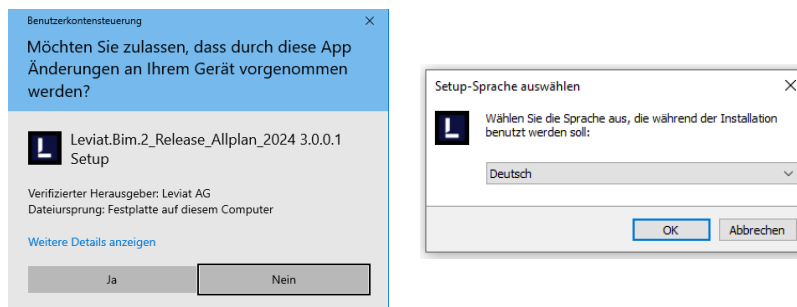 Benutzerkontensteuerung
Möchten Sie zulassen, dass durch diese App
Änderungen an Ihrem Gerät vorgenommen
werden?
L
Leviat.Bim.2_Release_Allplan_2024 3.0.0.1
Setup
Verifizierter Herausgeber: Leviat AG
Dateiursprung: Festplatte auf diesem Computer
Weitere Details anzeigen
Ja
Nein
Setup-Sprache auswählen
L
Wählen Sie die Sprache aus, die während der Installation
benutzt werden soll:
Deutsch
OK
Abbrechen